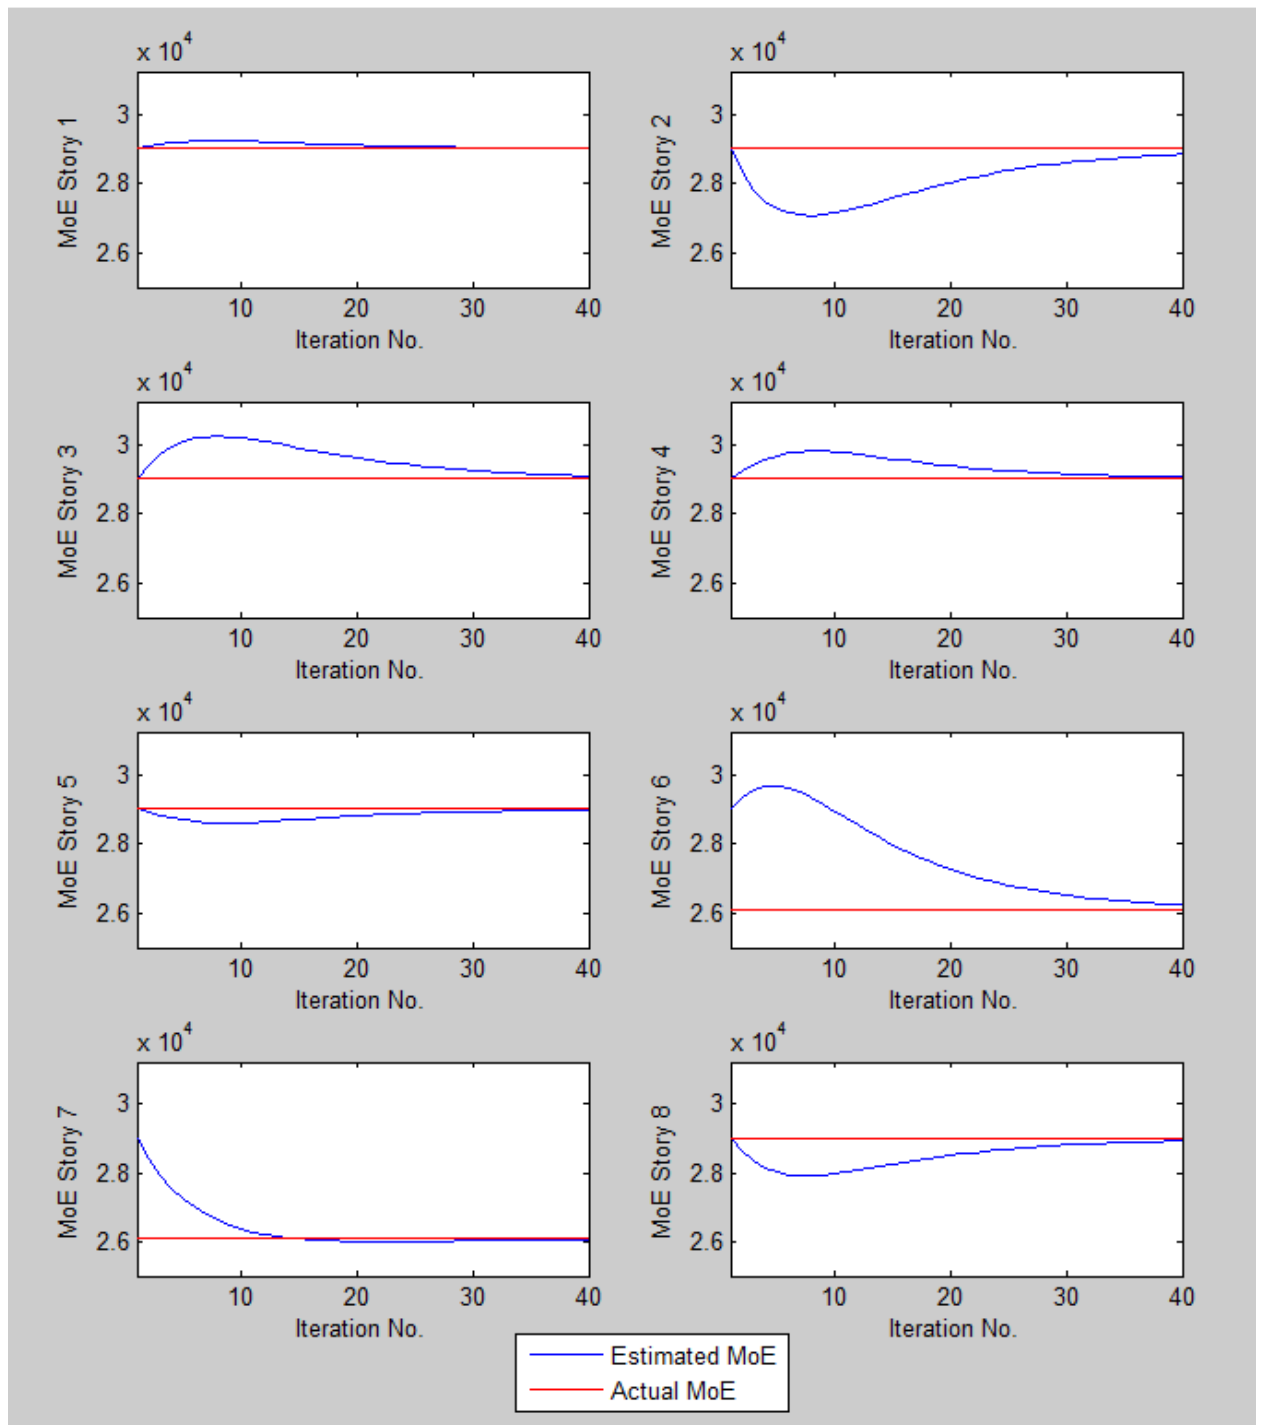 x 10^4 x 10^4
MoE Story 1 3 2.8 2.6 MoE Story 2 3 2.8 2.6
10 20 30 40 10 20 30 40
Iteration No. Iteration No.
x 10^4 x 10^4
MoE Story 3 3 2.8 2.6 MoE Story 4 3 2.8 2.6
10 20 30 40 10 20 30 40
Iteration No. Iteration No.
x 10^4 x 10^4
MoE Story 5 3 2.8 2.6 MoE Story 6 3 2.8 2.6
10 20 30 40 10 20 30 40
Iteration No. Iteration No.
x 10^4 x 10^4
MoE Story 7 3 2.8 2.6 MoE Story 8 3 2.8 2.6
10 20 30 40 10 20 30 40
Iteration No. Iteration No.
Estimated MoE
Actual MoE